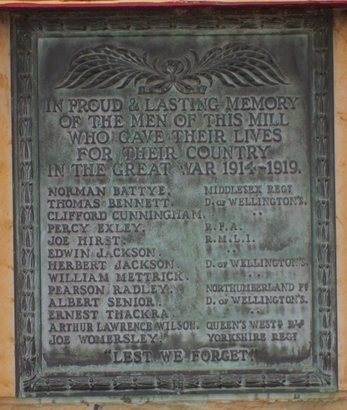 IN PROUD & LASTING MEMORY
OF THE MEN OF THIS MILL
WHO GAVE THEIR LIVES
FOR THEIR COUNTRY
IN THE GREAT WAR 1914-1919.
NORMAN BATTYE. MIDDLESEX REGT
THOMAS BENNETT. D. OF WELLINGTON'S.
CLIFFORD CUNNINGHAM. " "
PERCY EXLEY. R.F.A.
JOE HIRST. R.M.L.I.
EDWIN JACKSON. " "
HERBERT JACKSON. D. OF WELLINGTON'S.
WILLIAM METTRICK. " "
PEARSON RADLEY. NORTHUMBERLAND
ALBERT SENIOR. D. OF WELLINGTON'S.
ERNEST THACKRA. " "
ARTHUR LAWRENCE WILSON. QUEEN'S WEST?
JOE WOMERSLEY. YORKSHIRE REGT
"LEST WE FORGET."